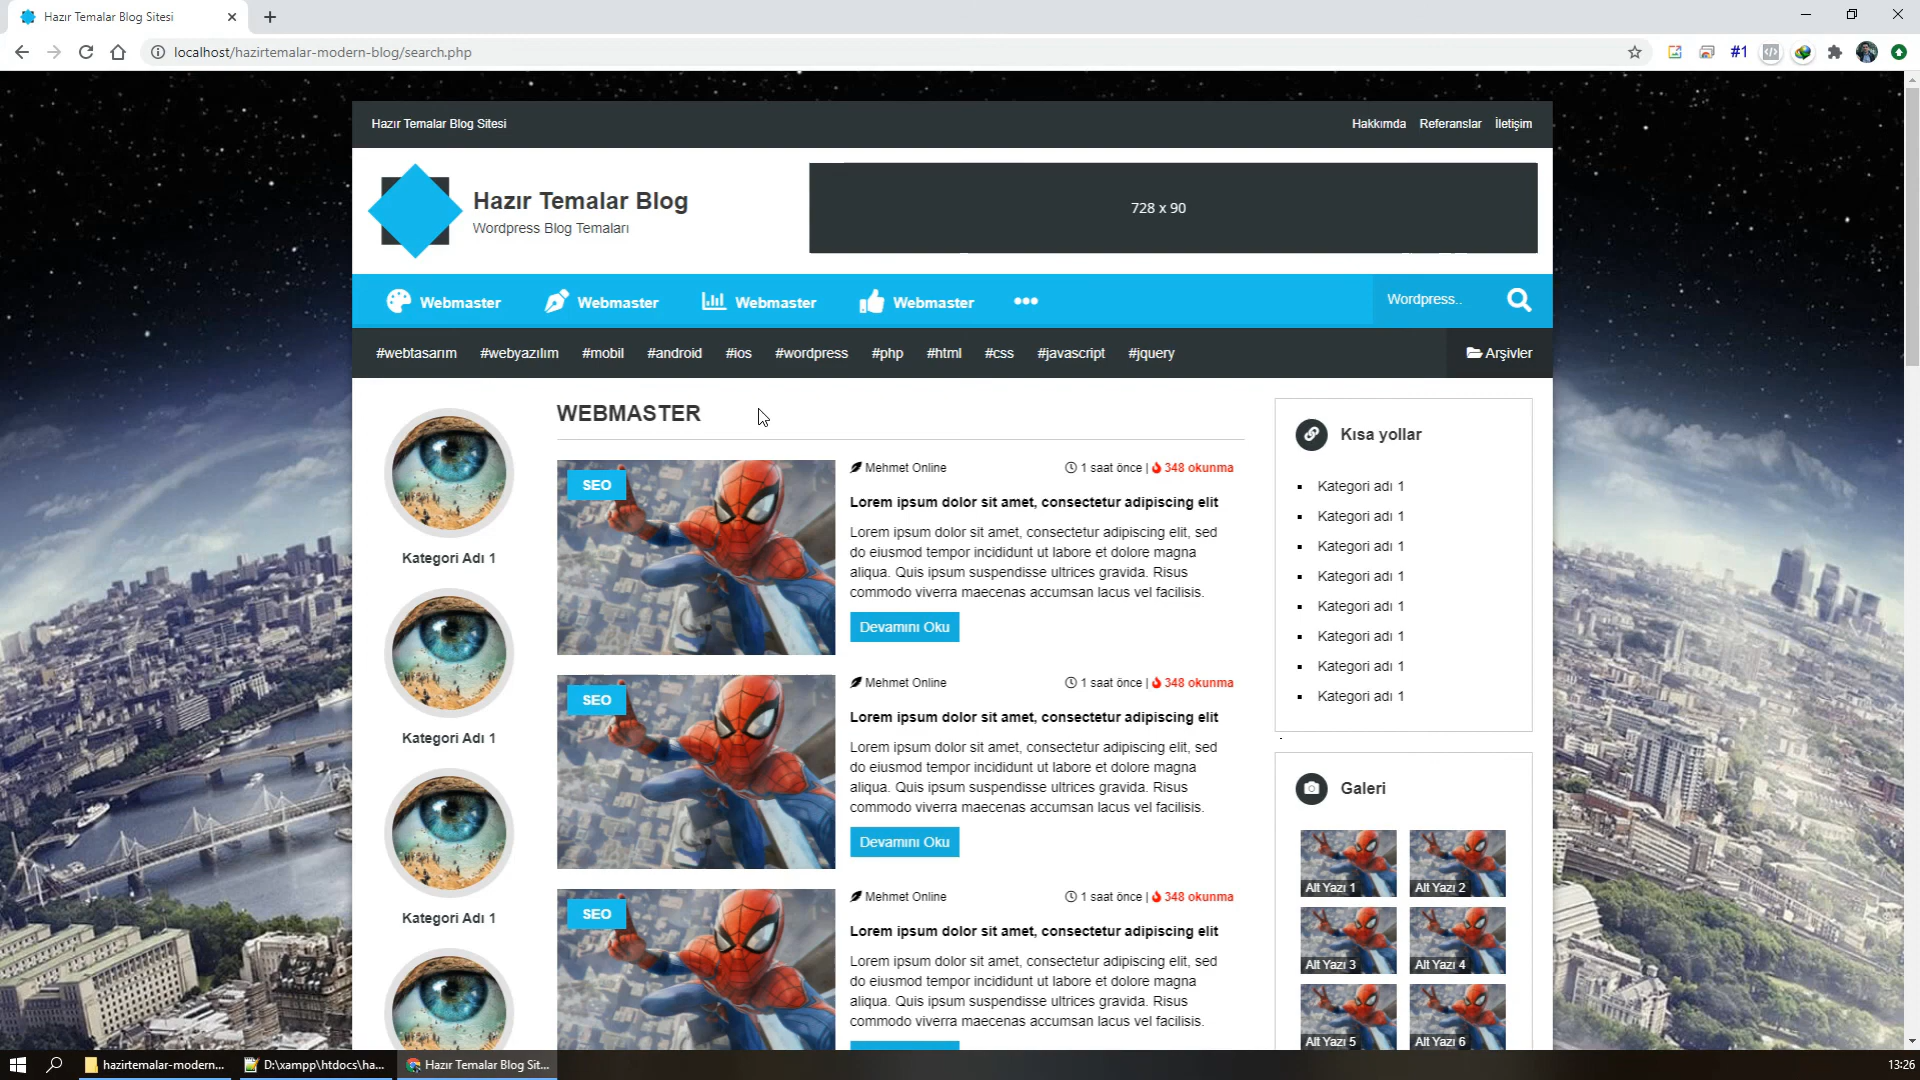 Hazır Temalar Blog Sitesi
localhost/hazirtemalar-modern-blog/search.php
#1
Hazır Temalar Blog Sitesi
Hakkımda Referanslar İletişim
Hazır Temalar Blog
Wordpress Blog Temaları
728 x 90
Webmaster Webmaster Webmaster Webmaster
Wordpress..
#webtasarım #webyazılım #mobil #android #ios #wordpress #php #html #css #javascript #jquery
Arşivler
Kategori Adı 1
Kategori Adı 1
Kategori Adı 1
WEBMASTER
SEO
Mehmet Online
1 saat önce | 348 okunma
Lorem ipsum dolor sit amet, consectetur adipiscing elit
Lorem ipsum dolor sit amet, consectetur adipiscing elit, sed
do eiusmod tempor incididunt ut labore et dolore magna
aliqua. Quis ipsum suspendisse ultrices gravida. Risus
commodo viverra maecenas accumsan lacus vel facilisis.
Devamını Oku
SEO
Mehmet Online
1 saat önce | 348 okunma
Lorem ipsum dolor sit amet, consectetur adipiscing elit
Lorem ipsum dolor sit amet, consectetur adipiscing elit, sed
do eiusmod tempor incididunt ut labore et dolore magna
aliqua. Quis ipsum suspendisse ultrices gravida. Risus
commodo viverra maecenas accumsan lacus vel facilisis.
Devamını Oku
SEO
Mehmet Online
1 saat önce | 348 okunma
Lorem ipsum dolor sit amet, consectetur adipiscing elit
Lorem ipsum dolor sit amet, consectetur adipiscing elit, sed
do eiusmod tempor incididunt ut labore et dolore magna
aliqua. Quis ipsum suspendisse ultrices gravida. Risus
commodo viverra maecenas accumsan lacus vel facilisis.
Kısa yollar
Kategori adı 1
Kategori adı 1
Kategori adı 1
Kategori adı 1
Kategori adı 1
Kategori adı 1
Kategori adı 1
Kategori adı 1
Galeri
Alt Yazı 1 Alt Yazı 2
Alt Yazı 3 Alt Yazı 4
Alt Yazı 5 Alt Yazı 6
hazirtemalar-modern...
D:\xampp\htdocs\ha...
Hazır Temalar Blog Sit...
13:26